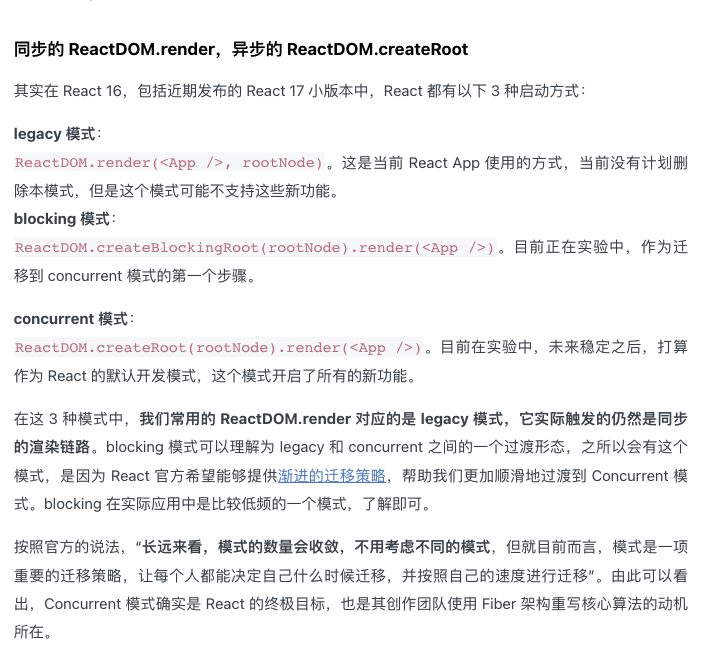 同步的 ReactDOM.render，异步的 ReactDOM.createRoot
其实在 React 16，包括近期发布的 React 17 小版本中，React 都有以下 3 种启动方式：
legacy 模式：
ReactDOM.render(<App />, rootNode)。这是当前 React App 使用的方式，当前没有计划删
除本模式，但是这个模式可能不支持这些新功能。
blocking 模式：
ReactDOM.createBlockingRoot(rootNode).render(<App />)。目前正在实验中，作为迁
移到 concurrent 模式的第一个步骤。
concurrent 模式：
ReactDOM.createRoot(rootNode).render(<App />)。目前在实验中，未来稳定之后，打算
作为 React 的默认开发模式，这个模式开启了所有的新功能。
在这 3 种模式中，我们常用的 ReactDOM.render 对应的是 legacy 模式，它实际触发的仍然是同步
的渲染链路。blocking 模式可以理解为 legacy 和 concurrent 之间的一个过渡形态，之所以会有这个
模式，是因为 React 官方希望能够提供渐进的迁移策略，帮助我们更加顺滑地过渡到 Concurrent 模
式。blocking 在实际应用中是比较低频的一个模式，了解即可。
按照官方的说法，“长远来看，模式的数量会收敛，不用考虑不同的模式，但就目前而言，模式是一项
重要的迁移策略，让每个人都能决定自己什么时候迁移，并按照自己的速度进行迁移”。由此可以看
出，Concurrent 模式确实是 React 的终极目标，也是其创作团队使用 Fiber 架构重写核心算法的动机
所在。